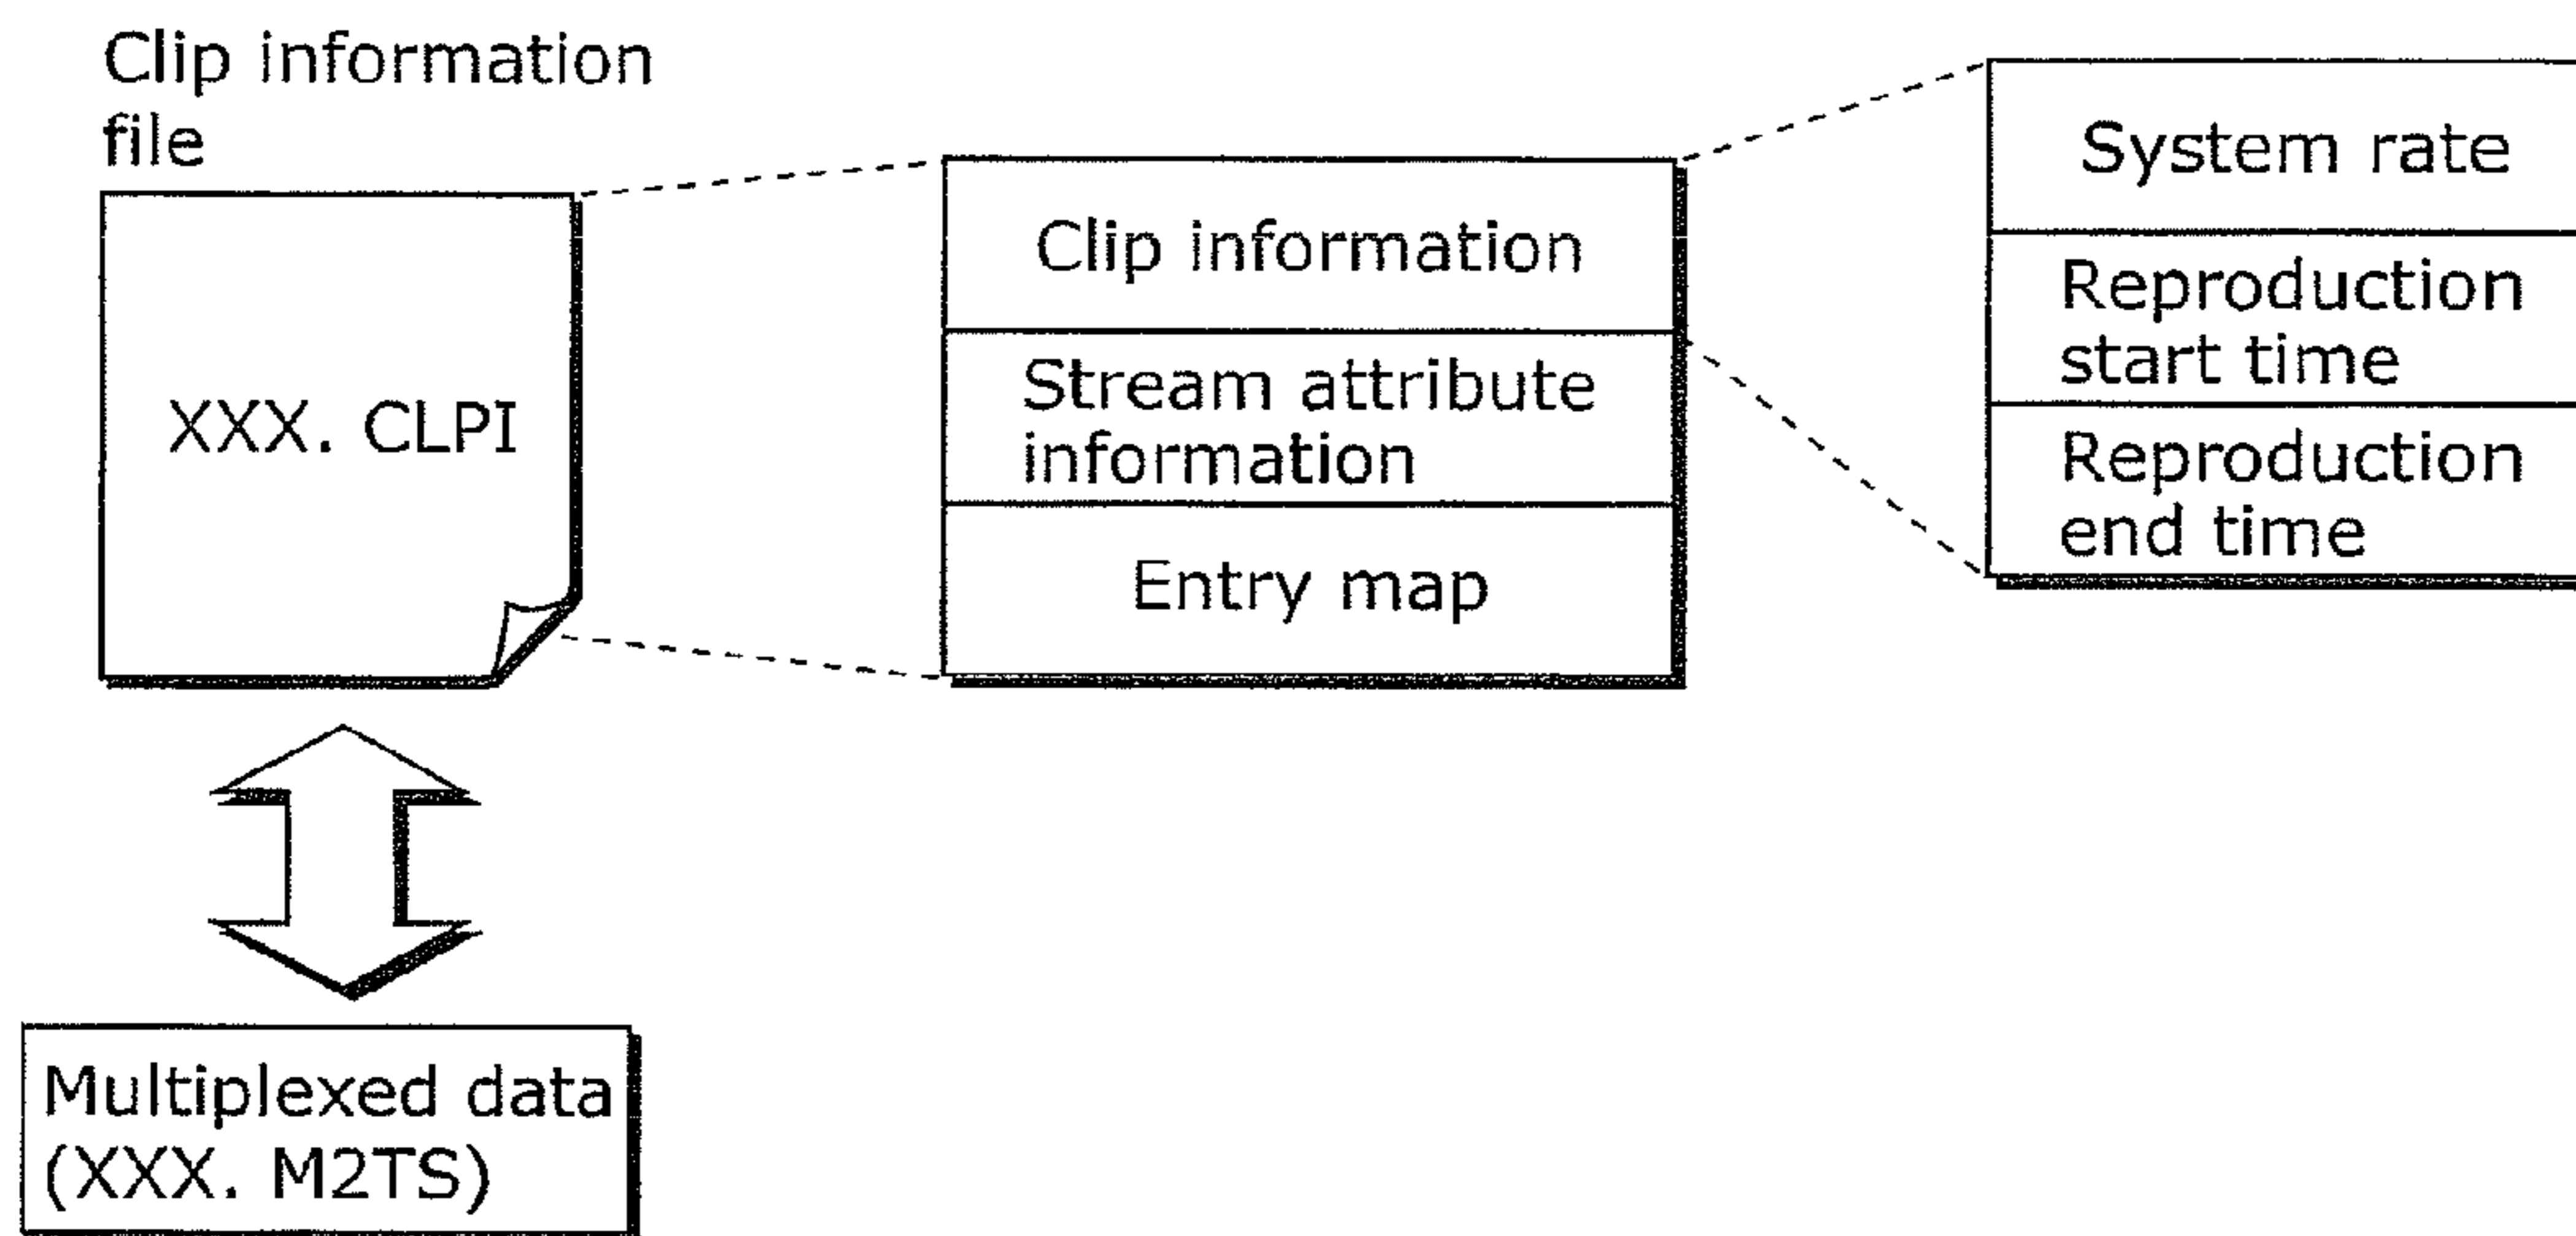 Clip information
file
XXX. CLPI
Multiplexed data
(XXX. M2TS)
Clip information
Stream attribute
information
Entry map
System rate
Reproduction
start time
Reproduction
end time